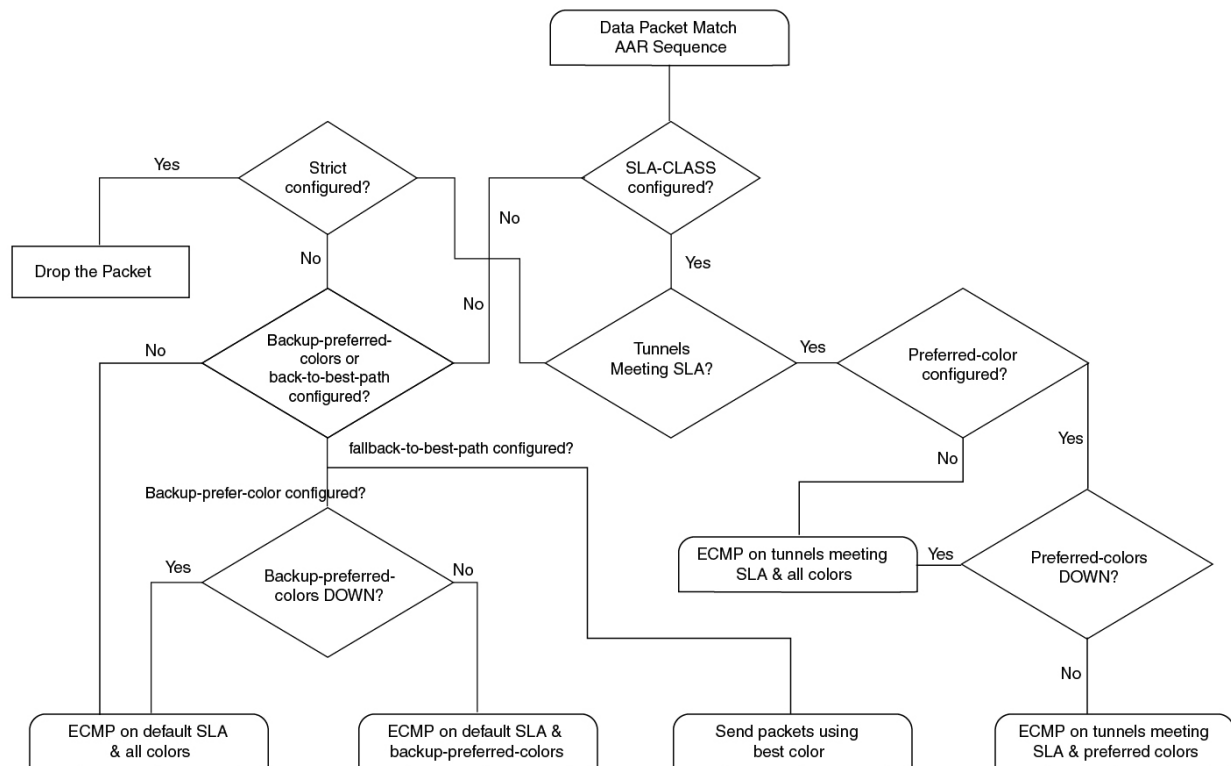 Data Packet Match
AAR Sequence
Yes
Strict
configured?
SLA-CLASS
configured?
No
Drop the Packet
No
Yes
No
Backup-preferred-
colors or
back-to-best-path
configured?
No
Tunnels
Meeting SLA?
Yes
Preferred-color
configured?
No
fallback-to-best-path configured?
Yes
No
Backup-prefer-color configured?
Yes
Backup-preferred-
colors DOWN?
No
ECMP on tunnels meeting
SLA & all colors
Yes
Preferred-colors
DOWN?
No
ECMP on default SLA
& all colors
ECMP on default SLA &
backup-preferred-colors
Send packets using
best color
ECMP on tunnels meeting
SLA & preferred colors